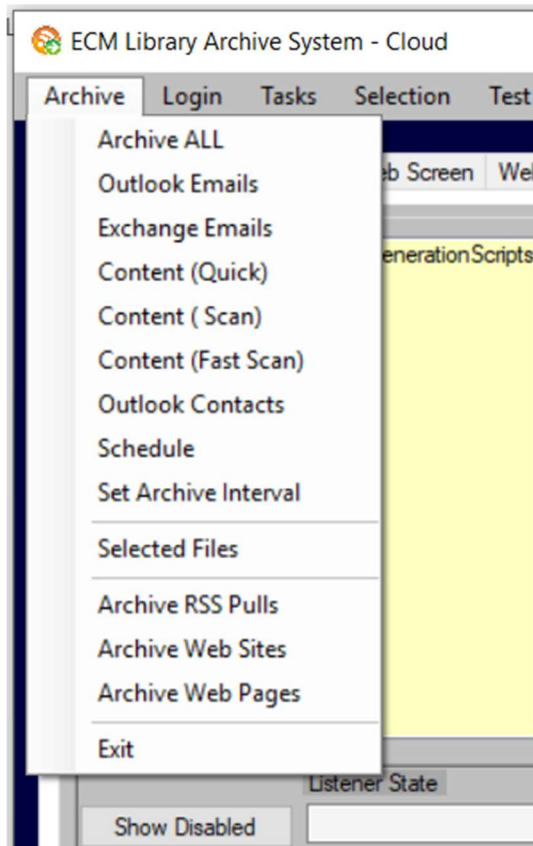 ECM Library Archive System - Cloud
Archive Login Tasks Selection Test
Archive ALL
Outlook Emails
Screen
Exchange Emails
Content (Quick)
Content ( Scan)
Content (Fast Scan)
Outlook Contacts
Schedule
Set Archive Interval
Selected Files
Archive RSS Pulls
Archive Web Sites
Archive Web Pages
Exit
Listener State
Show Disabled